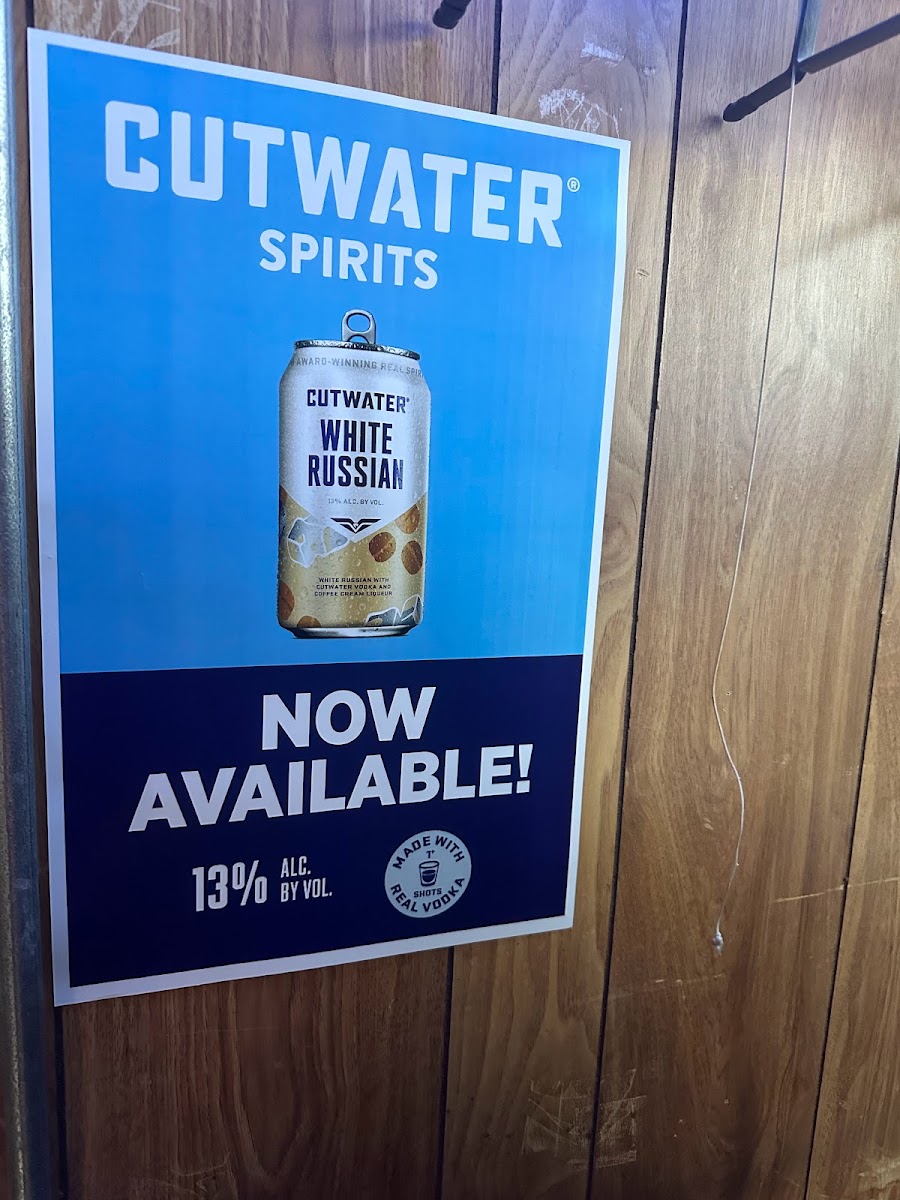 CUTWATER®
SPIRITS
AWARD-WINNING REAL
CUTWATER®
WHITE
RUSSIAN
13% ALC. BY VOL.
WHITE RUSSIAN WITH
CUTWATER VODKA AND
COFFEE CREAM LIQUEUR
NOW
AVAILABLE!
13% ALC.
BY VOL.
MADE WITH
SHOTS
REAL VODKA